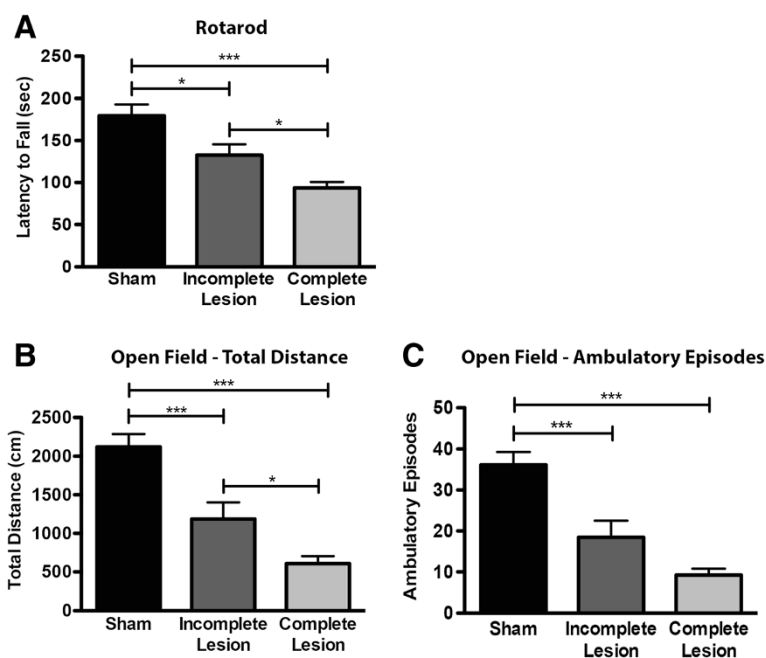 A
Rotarod
Latency to Fall (sec)
250
200
150
100
50
0
***
*
*
Sham
Incomplete
Lesion
Complete
Lesion
B
Open Field - Total Distance
Total Distance (cm)
2500
2000
1500
1000
500
0
***
***
*
Sham
Incomplete
Lesion
Complete
Lesion
C
Open Field - Ambulatory Episodes
Ambulatory Episodes
50
40
30
20
10
0
***
***
Sham
Incomplete
Lesion
Complete
Lesion